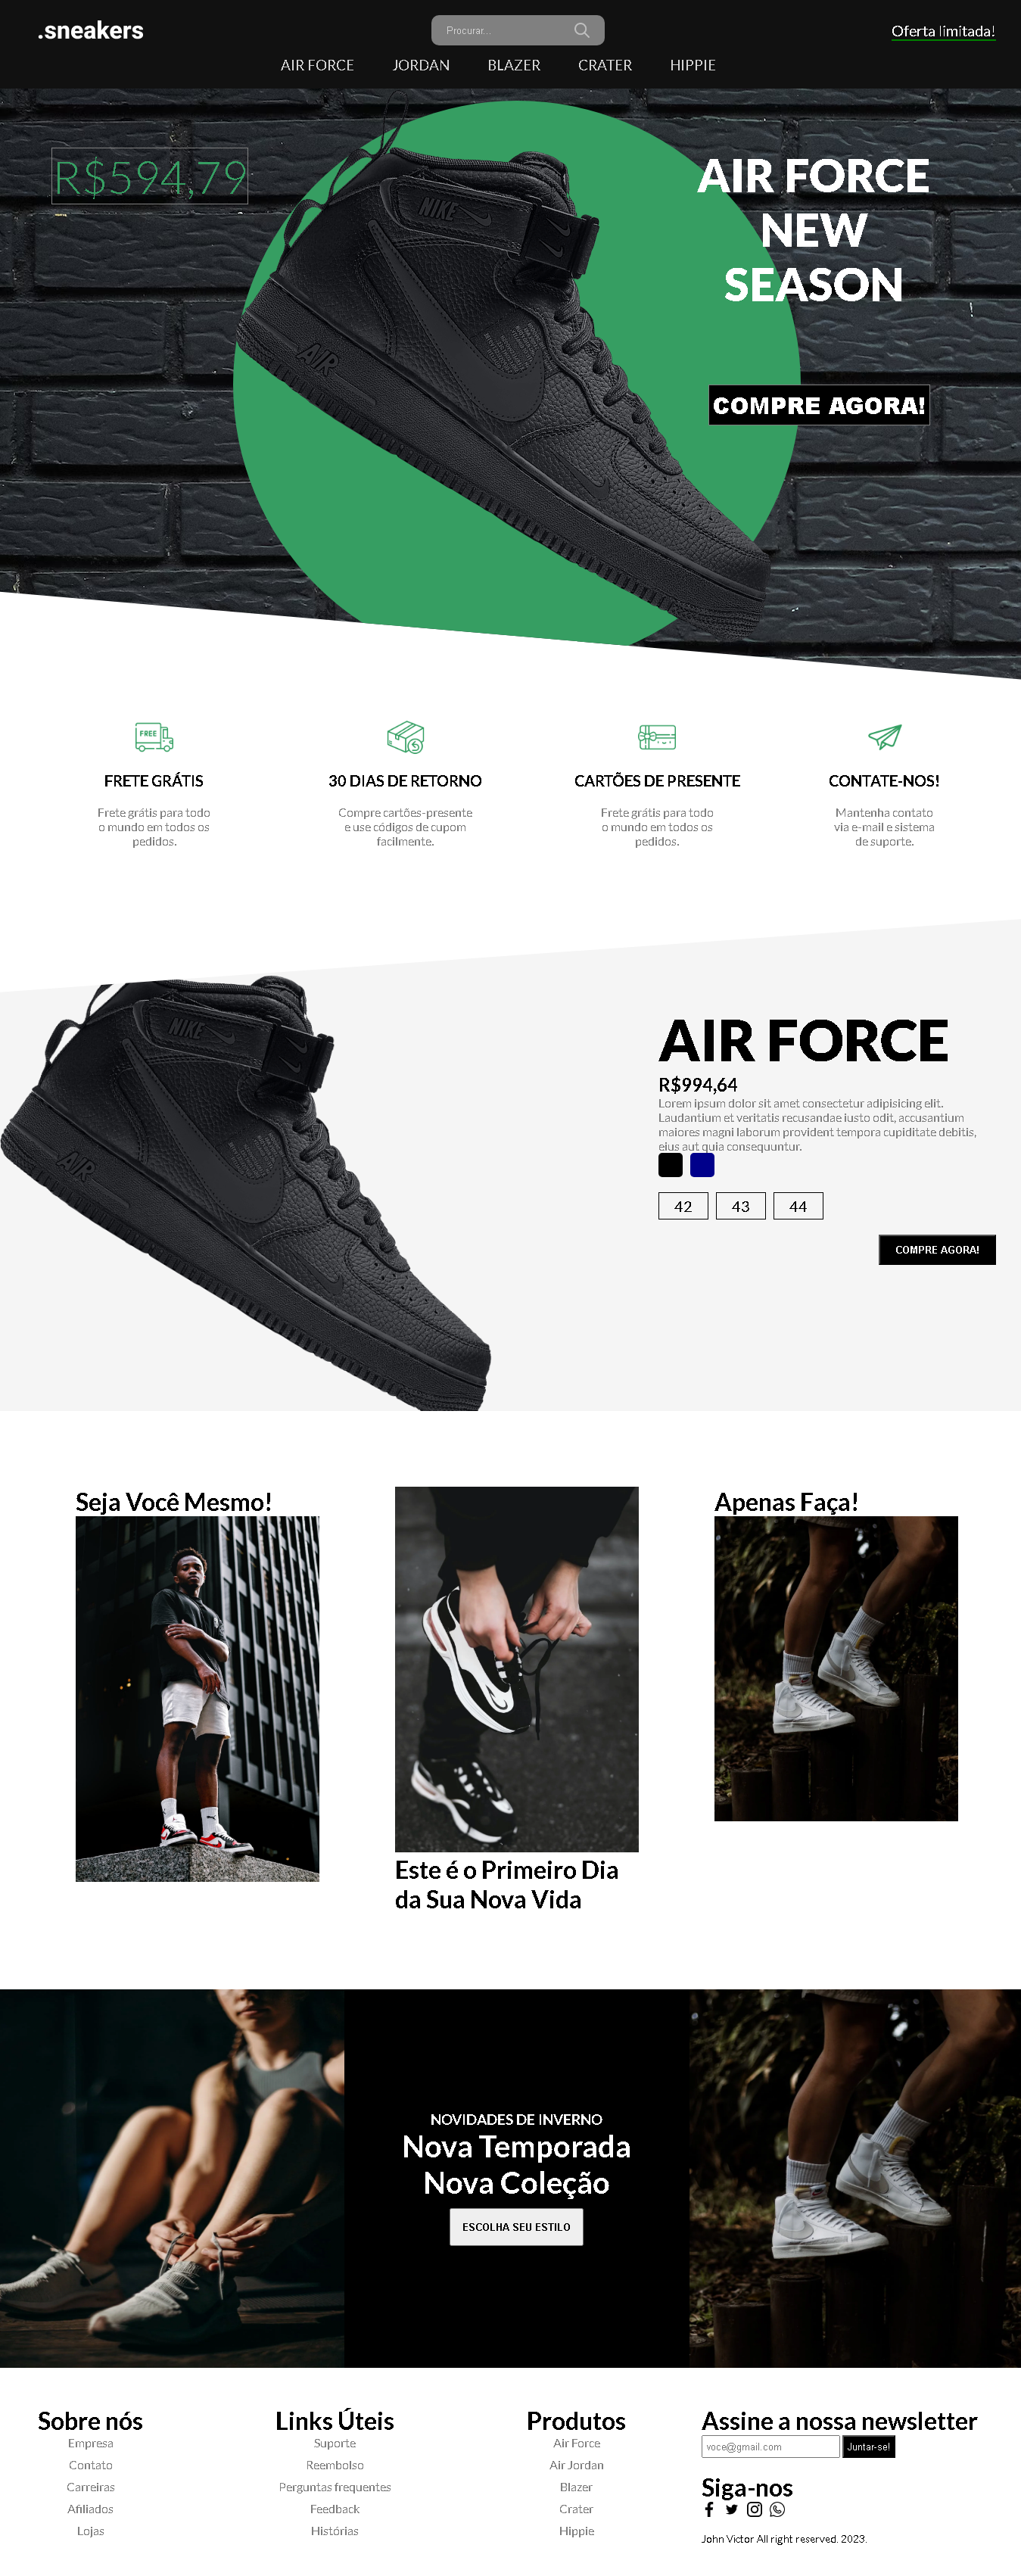 .sneakers
Procurar...
Oferta limitada!
AIR FORCE JORDAN BLAZER CRATER HIPPIE
R$594,79
NIKE
AIR
AIR FORCE
NEW
SEASON
COMPRE AGORA!
FREE
FRETE GRÁTIS
Frete grátis para todo
o mundo em todos os
pedidos.
30 DIAS DE RETORNO
Compre cartões-presente
e use códigos de cupom
facilmente.
CARTÕES DE PRESENTE
Frete grátis para todo
o mundo em todos os
pedidos.
CONTATE-NOS!
Mantenha contato
via e-mail e sistema
de suporte.
NIKE
AIR
AIR FORCE
R$994,64
Lorem ipsum dolor sit amet consectetur adipisicing elit.
Laudantium et veritatis recusandae iusto odit, accusantium
maiores magni laborum provident tempora cupiditate debitis,
eius aut quia consequuntur.
42 43 44
COMPRE AGORA!
Seja Você Mesmo!
Este é o Primeiro Dia
da Sua Nova Vida
Apenas Faça!
NOVIDADES DE INVERNO
Nova Temporada
Nova Coleção
ESCOLHA SEU ESTILO
Sobre nós
Empresa
Contato
Carreiras
Afiliados
Lojas
Links Úteis
Suporte
Reembolso
Perguntas frequentes
Feedback
Histórias
Produtos
Air Force
Air Jordan
Blazer
Crater
Hippie
Assine a nossa newsletter
voce@gmail.com Juntar-se!
Siga-nos
John Victor All right reserved. 2023.